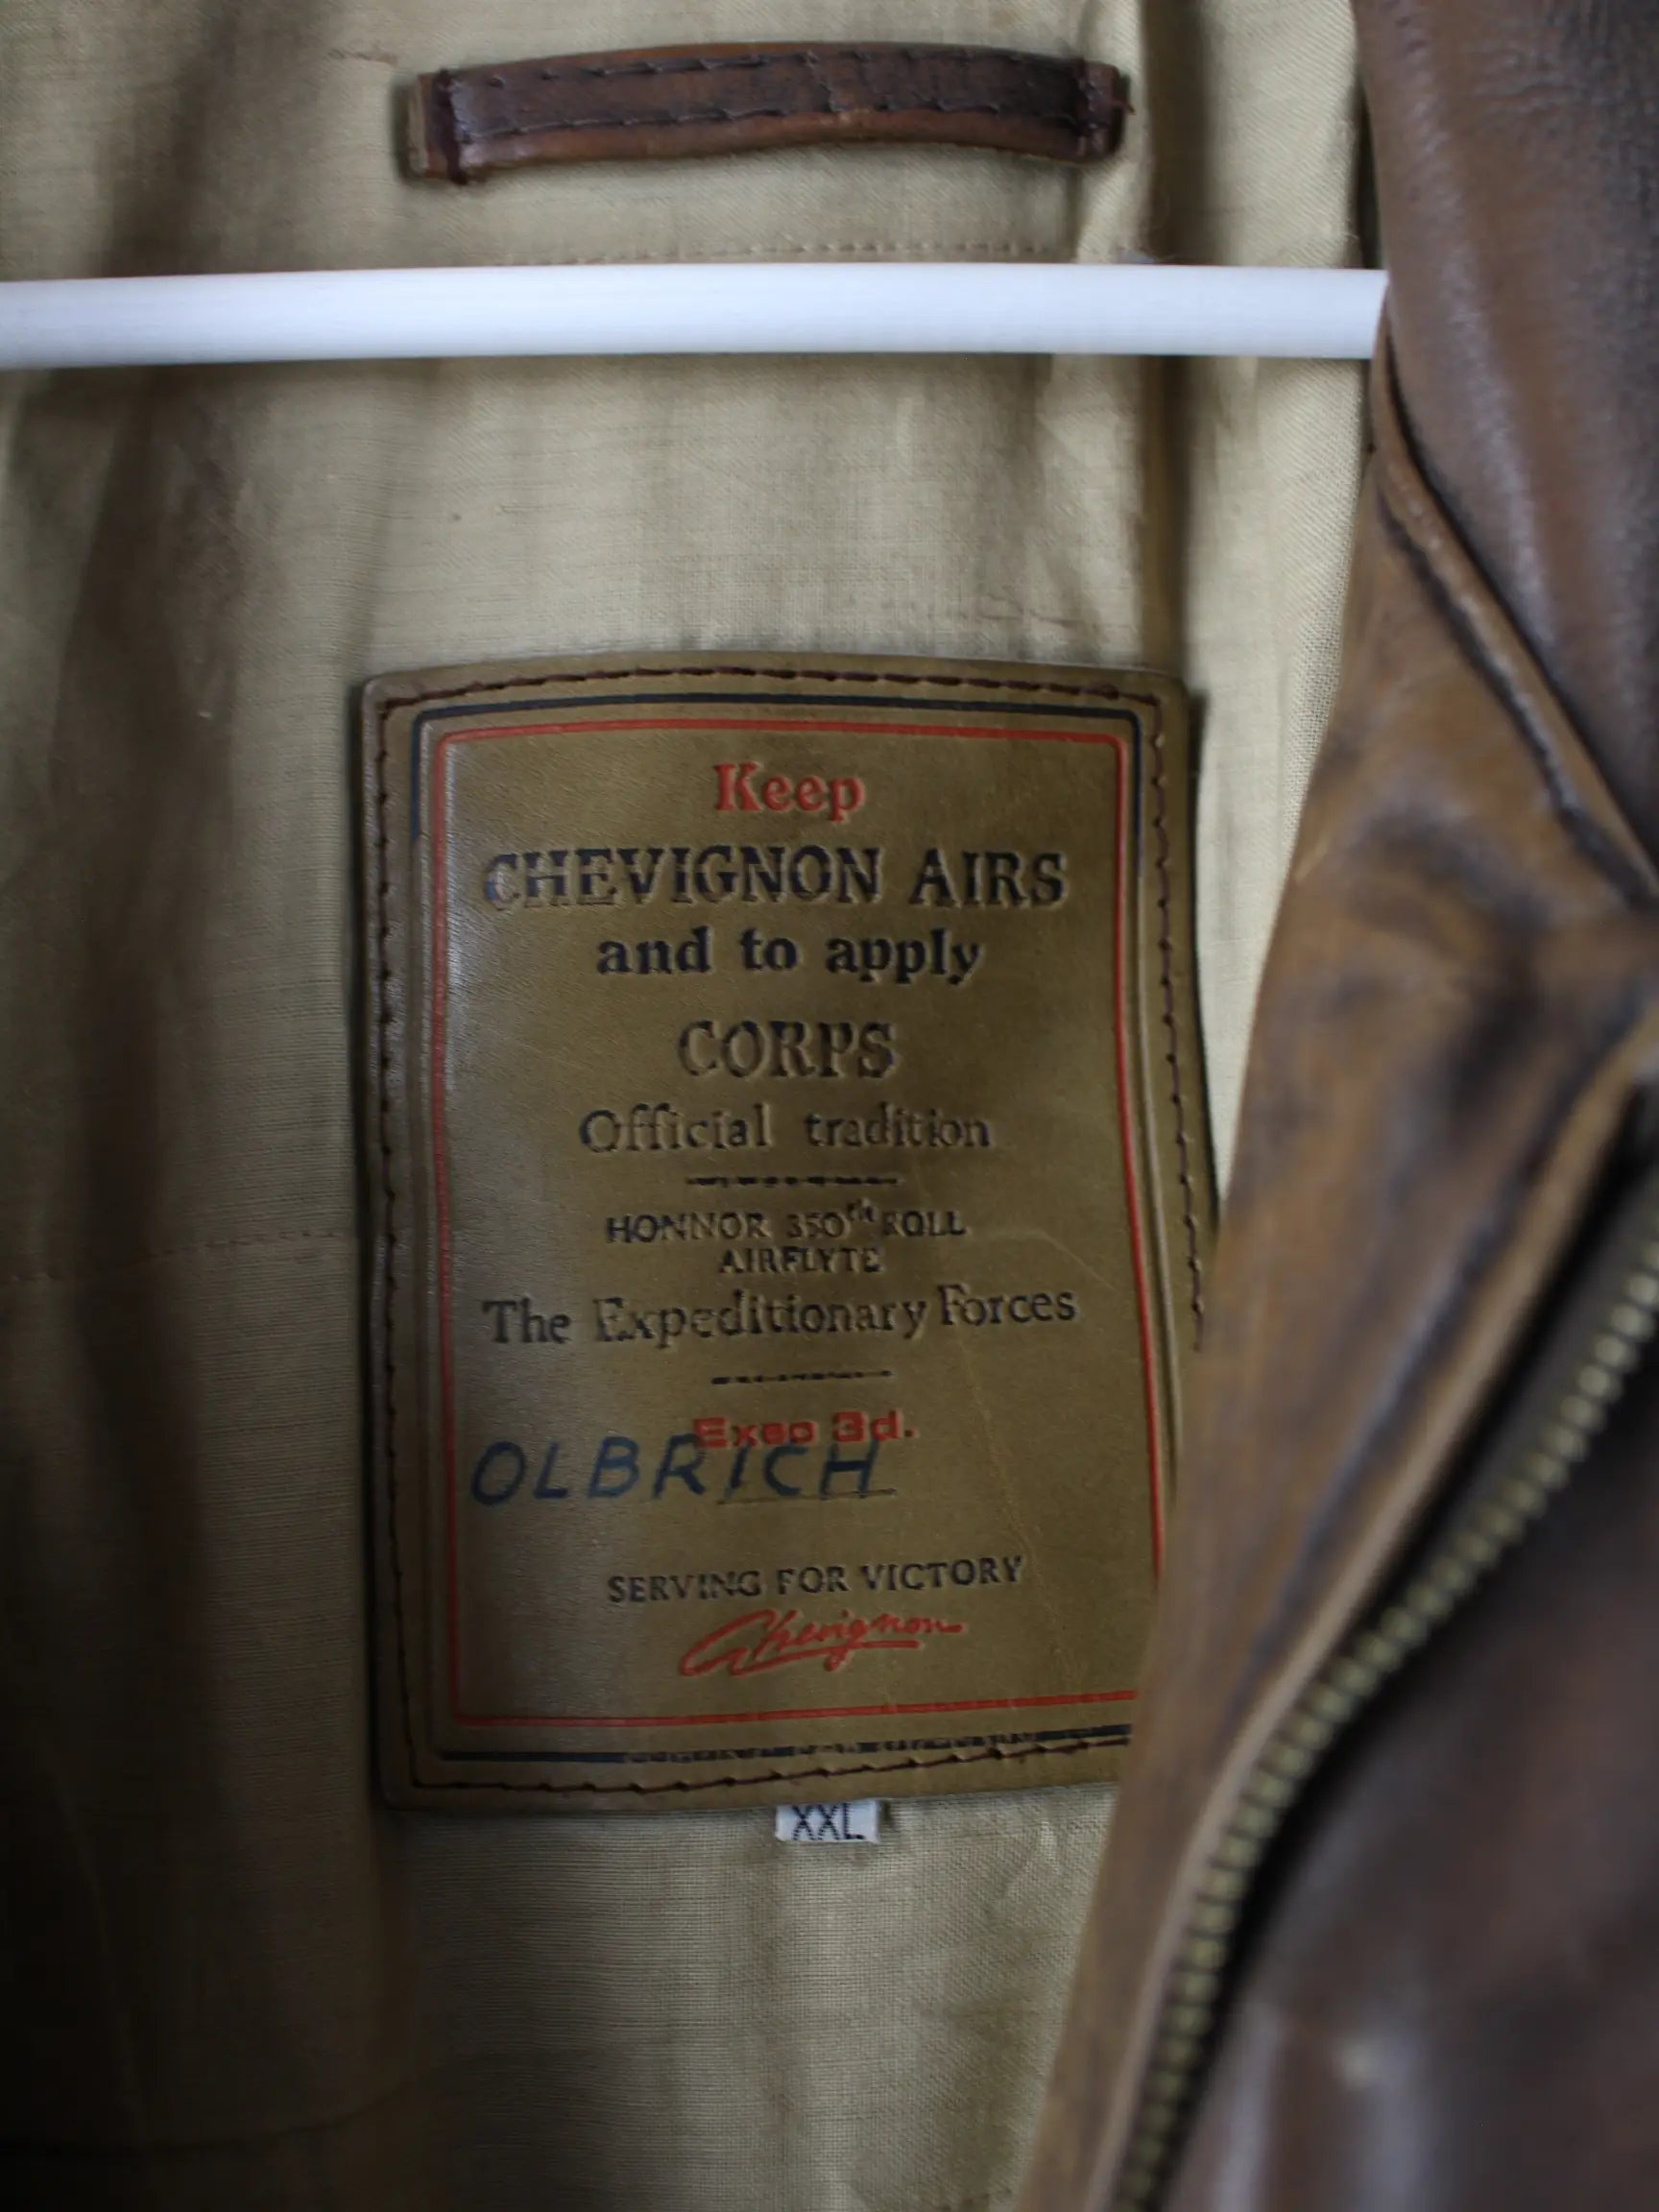 Keep
CHEVIGNON AIRS
and to apply
CORPS
Official tradition
HONNOR 350th ROLL
AIRFLYTE
The Expeditionary Forces
Exep 3d.
OLBRICH
SERVING FOR VICTORY
Chevignon
XXL